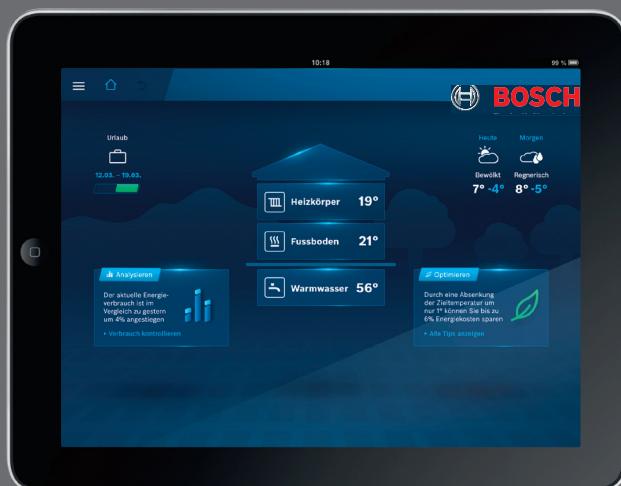 10:18
99 %
BOSCH
Urlaub
12.03. – 19.03.
Heute Morgen
Bewölkt Regnerisch
7° -4° 8° -5°
Heizkörper 19°
Fussboden 21°
Warmwasser 56°
Analysieren
Der aktuelle Energie-
verbrauch ist im
Vergleich zu gestern
um 4% angestiegen
Verbrauch kontrollieren
Optimieren
Durch eine Absenkung
der Zieltemperatur um
nur 1° können Sie bis zu
6% Energiekosten sparen
Alle Tips anzeigen